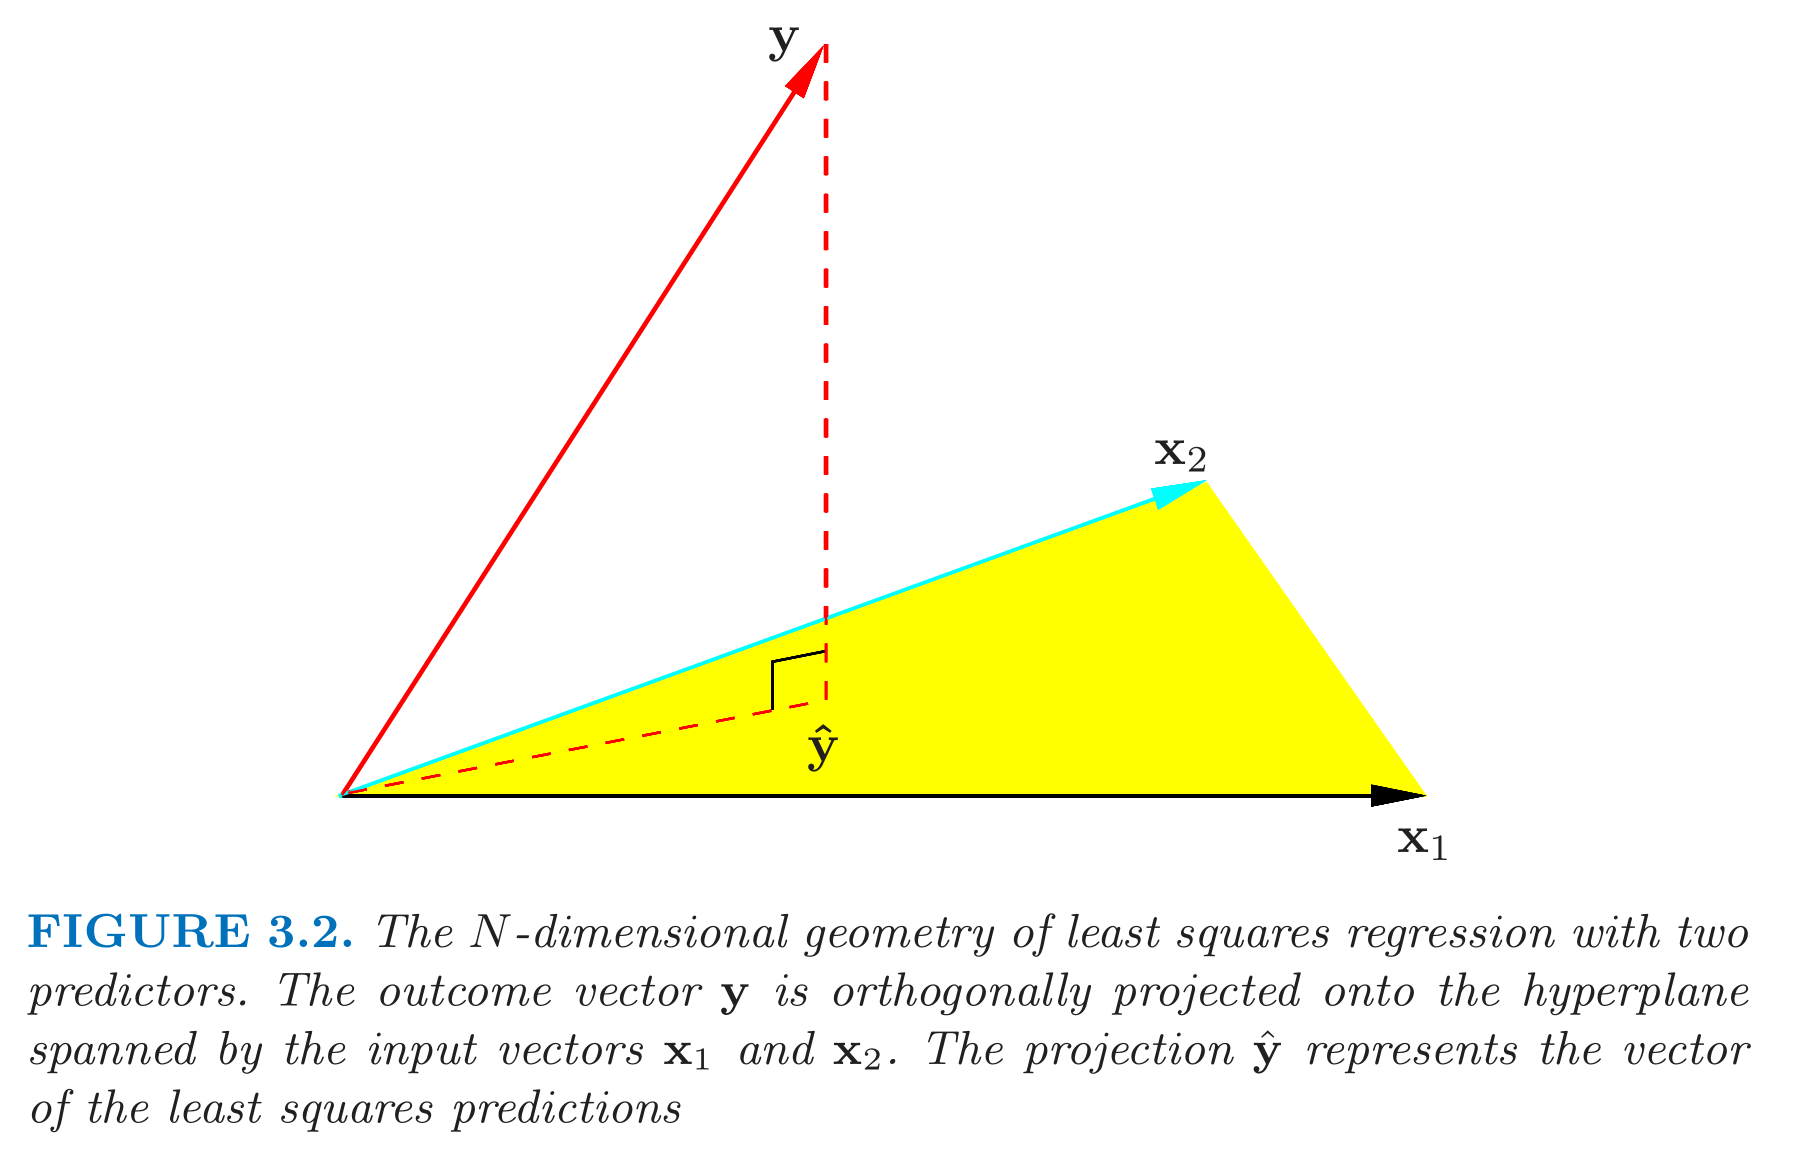 y
x₂
ŷ
x₁
FIGURE 3.2. The N-dimensional geometry of least squares regression with two
predictors. The outcome vector y is orthogonally projected onto the hyperplane
spanned by the input vectors x₁ and x₂. The projection ŷ represents the vector
of the least squares predictions